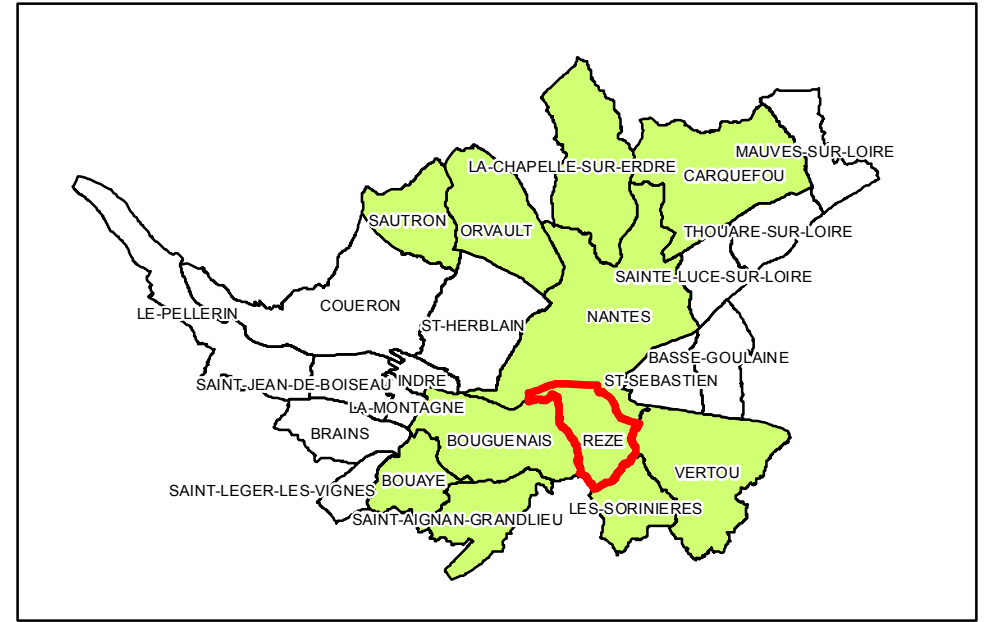 MAUVES-SUR-LOIRE
LA-CHAPELLE-SUR-ERDRE
CARQUEFOU
SAUTRON
ORVAULT
THOUARE-SUR-LOIRE
SAINTE-LUCE-SUR-LOIRE
COUERON
LE-PELLERIN
NANTES
ST-HERBLAIN
BASSE-GOULAINE
SAINT-JEAN-DE-BOISEAU
INDRE
ST-SEBASTIEN
LA-MONTAGNE
BRAINS
BOUGUENAIS
REZE
VERTOU
BOUAYE
SAINT-LEGER-LES-VIGNES
LES-SORINIERES
SAINT-AIGNAN-GRANDLIEU